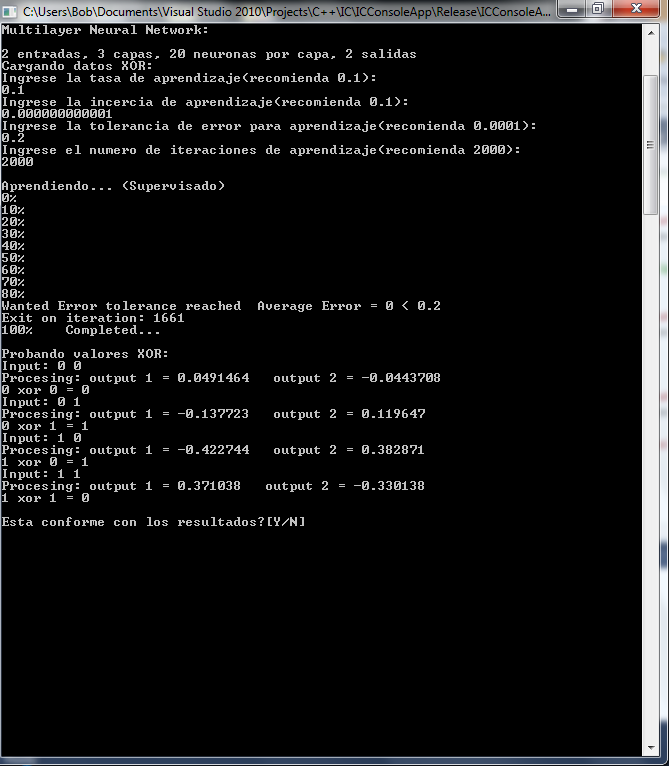 C:\Users\Bob\Documents\Visual Studio 2010\Projects\C++\IC\ICConsoleApp\Release\ICConsoleA...
Multilayer Neural Network:
2 entradas, 3 capas, 20 neuronas por capa, 2 salidas
Cargando datos XOR:
Ingrese la tasa de aprendizaje(recomienda 0.1):
0.1
Ingrese la incercia de aprendizaje(recomienda 0.1):
0.000000000001
Ingrese la tolerancia de error para aprendizaje(recomienda 0.0001):
0.2
Ingrese el numero de iteraciones de aprendizaje(recomienda 2000):
2000
Aprendiendo... (Supervisado)
0%
10%
20%
30%
40%
50%
60%
70%
80%
Wanted Error tolerance reached  Average Error = 0 < 0.2
Exit on iteration: 1661
100%    Completed...
Probando valores XOR:
Input: 0 0
Procesing: output 1 = 0.0491464   output 2 = -0.0443708
0 xor 0 = 0
Input: 0 1
Procesing: output 1 = -0.137723   output 2 = 0.119647
0 xor 1 = 1
Input: 1 0
Procesing: output 1 = -0.422744   output 2 = 0.382871
1 xor 0 = 1
Input: 1 1
Procesing: output 1 = 0.371038   output 2 = -0.330138
1 xor 1 = 0
Esta conforme con los resultados?[Y/N]